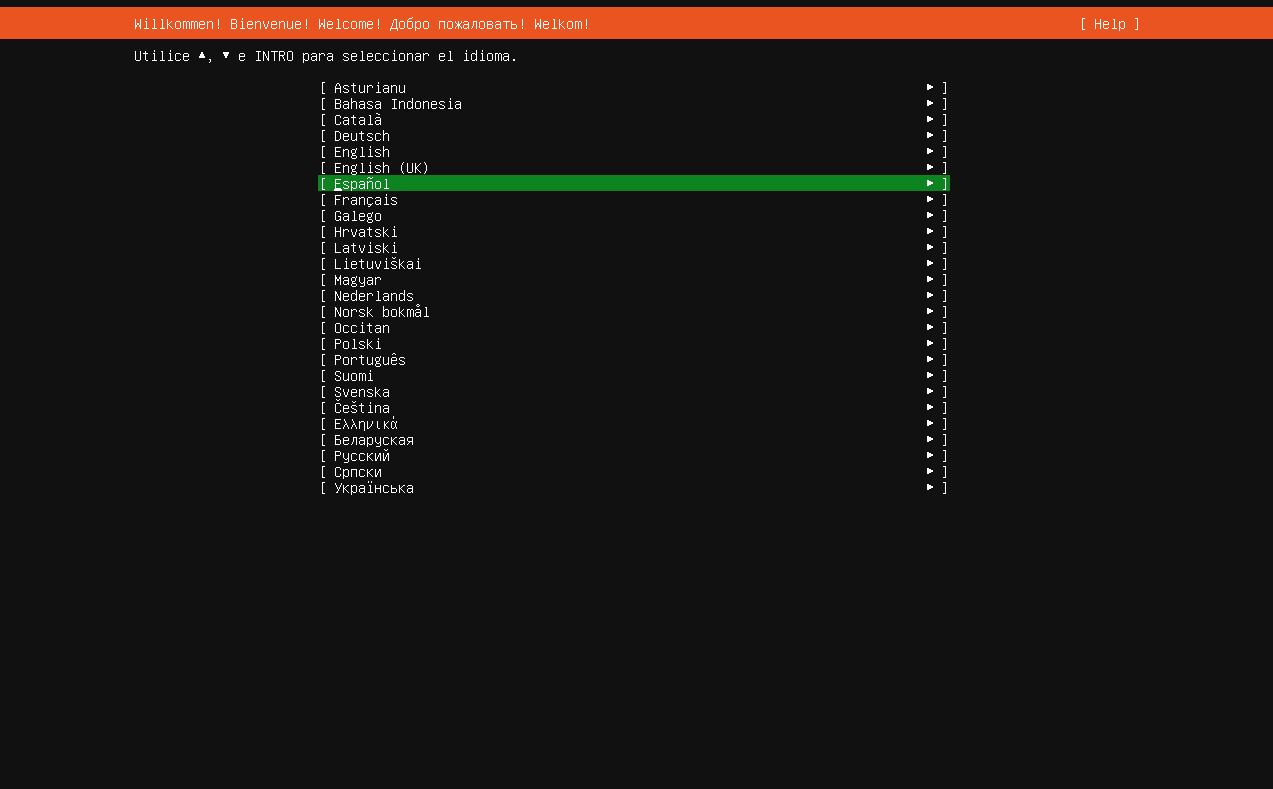 Willkommen! Bienvenue! Welcome! Добро пожаловать! Welkom! [ Help ]
Utilice ▲, ▼ e INTRO para seleccionar el idioma.
[ Asturianu ► ]
[ Bahasa Indonesia ► ]
[ Català ► ]
[ Deutsch ► ]
[ English ► ]
[ English (UK) ► ]
[ Español ► ]
[ Français ► ]
[ Galego ► ]
[ Hrvatski ► ]
[ Latviski ► ]
[ Lietuviškai ► ]
[ Magyar ► ]
[ Nederlands ► ]
[ Norsk bokmål ► ]
[ Occitan ► ]
[ Polski ► ]
[ Português ► ]
[ Suomi ► ]
[ Svenska ► ]
[ Čeština ► ]
[ Ελληνικά ► ]
[ Беларуская ► ]
[ Русский ► ]
[ Српски ► ]
[ Українська ► ]